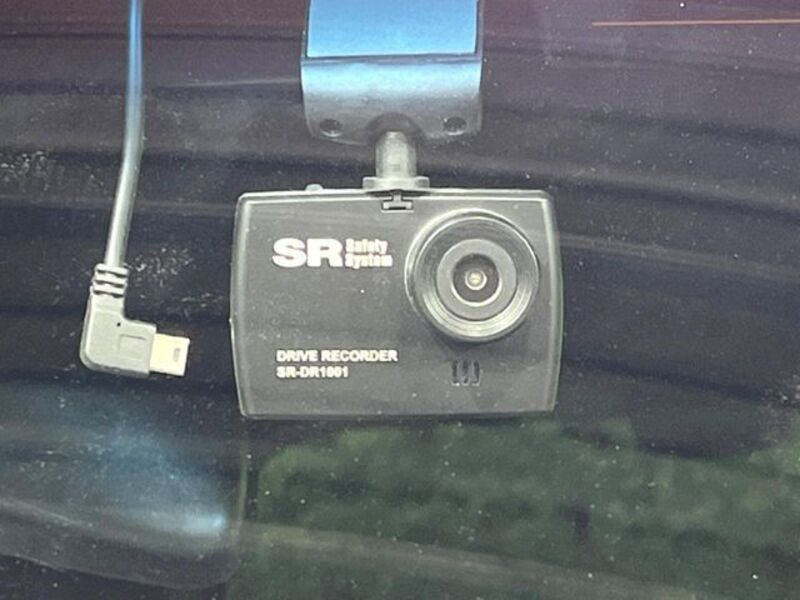 SR Safety System
DRIVE RECORDER
SR-DR1001